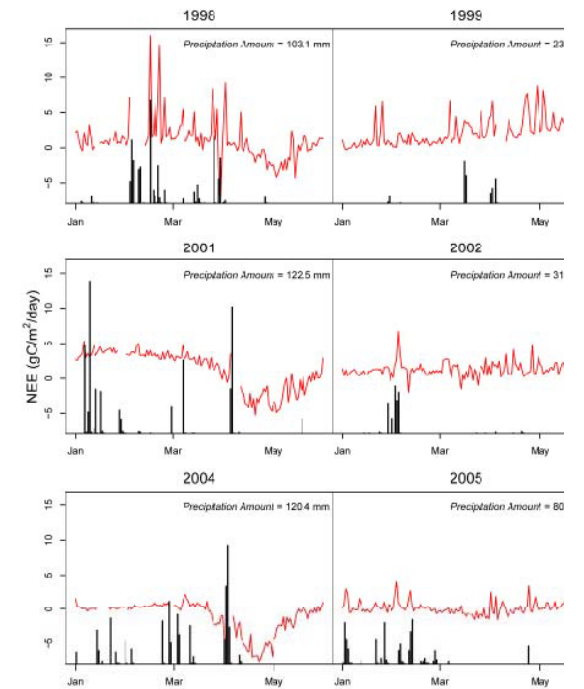 1998 1999
15
10
5
0
−5
Precipitation Amount = 103.1 mm
Precipitation Amount = 23
Jan Mar May
Jan Mar May
2001 2002
NEE (gC/m²/day)
15
10
5
0
−5
Precipitation Amount = 122.5 mm
Precipitation Amount = 31
Jan Mar May
Jan Mar May
2004 2005
15
10
5
0
−5
Precipitation Amount = 120.4 mm
Precipitation Amount = 80
Jan Mar May
Jan Mar May